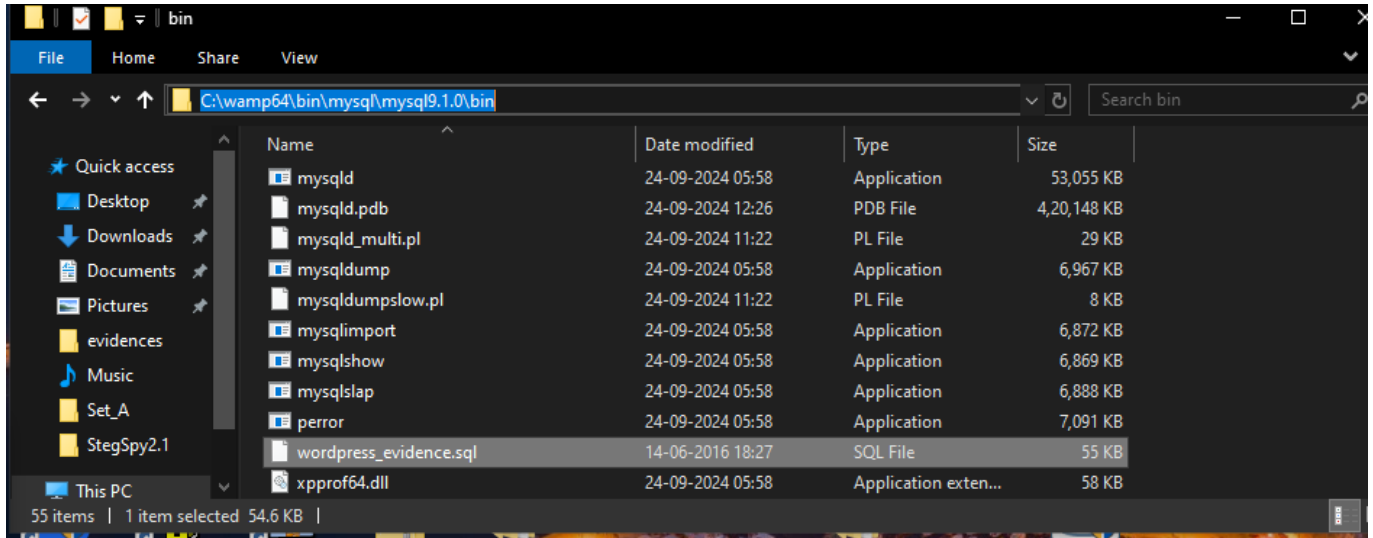 bin
File Home Share View
C:\wamp64\bin\mysql\mysql9.1.0\bin Search bin
Name Date modified Type Size
Quick access
Desktop
Downloads
Documents
Pictures
evidences
Music
Set_A
StegSpy2.1
This PC
mysqld 24-09-2024 05:58 Application 53,055 KB
mysqld.pdb 24-09-2024 12:26 PDB File 4,20,148 KB
mysqld_multi.pl 24-09-2024 11:22 PL File 29 KB
mysqldump 24-09-2024 05:58 Application 6,967 KB
mysqldumpslow.pl 24-09-2024 11:22 PL File 8 KB
mysqlimport 24-09-2024 05:58 Application 6,872 KB
mysqlshow 24-09-2024 05:58 Application 6,869 KB
mysqlslap 24-09-2024 05:58 Application 6,888 KB
perror 24-09-2024 05:58 Application 7,091 KB
wordpress_evidence.sql 14-06-2016 18:27 SQL File 55 KB
xpprof64.dll 24-09-2024 05:58 Application exten... 58 KB
55 items 1 item selected 54.6 KB